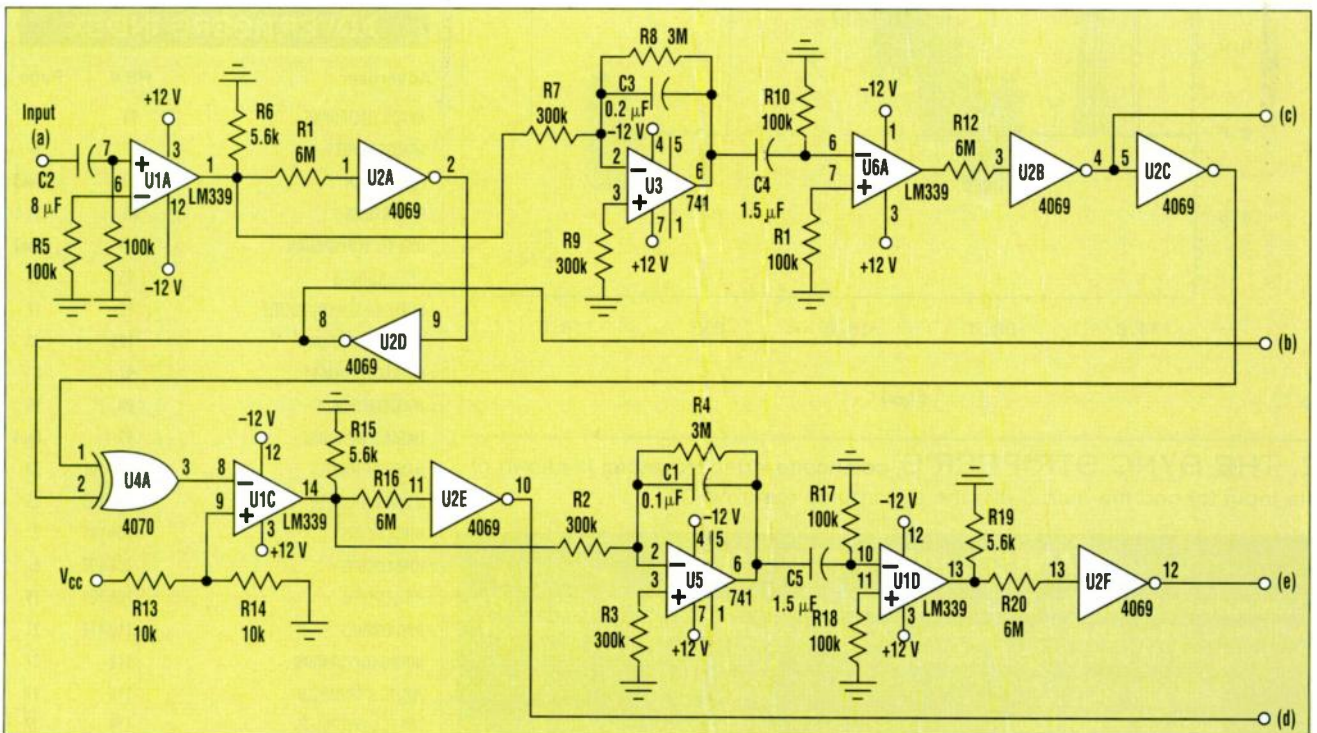 Input
(a)
C2
8 µF
R5
100k
100k
7
6
+
−
U1A
+12 V
3
12
−12 V
1
LM339
R6
5.6k
R1
6M
1
U2A
2
4069
R7
300k
R8 3M
C3
0.2 µF
−12 V
4
5
2
3
−
+
U3
6
741
7
1
+12 V
R9
300k
C4
1.5 µF
R10
100k
6
7
−
+
U6A
−12 V
1
LM339
3
+12 V
R1
100k
R12
6M
3
U2B
4
4069
5
U2C
4069
(c)
8
U2D
9
4069
(b)
1
2
U4A
3
4070
8
9
−
+
U1C
−12 V
12
14
LM339
3
+12 V
VCC
R13
10k
R14
10k
R15
5.6k
R16
6M
11
U2E
10
4069
R2
300k
R4
3M
C1
0.1µF
−12 V
4
5
2
3
−
+
U5
6
741
7
1
+12 V
R3
300k
C5
1.5 µF
R17
100k
10
11
−
+
U1D
−12 V
12
13
LM339
3
+12 V
R18
100k
R19
5.6k
R20
6M
13
U2F
12
4069
(e)
(d)